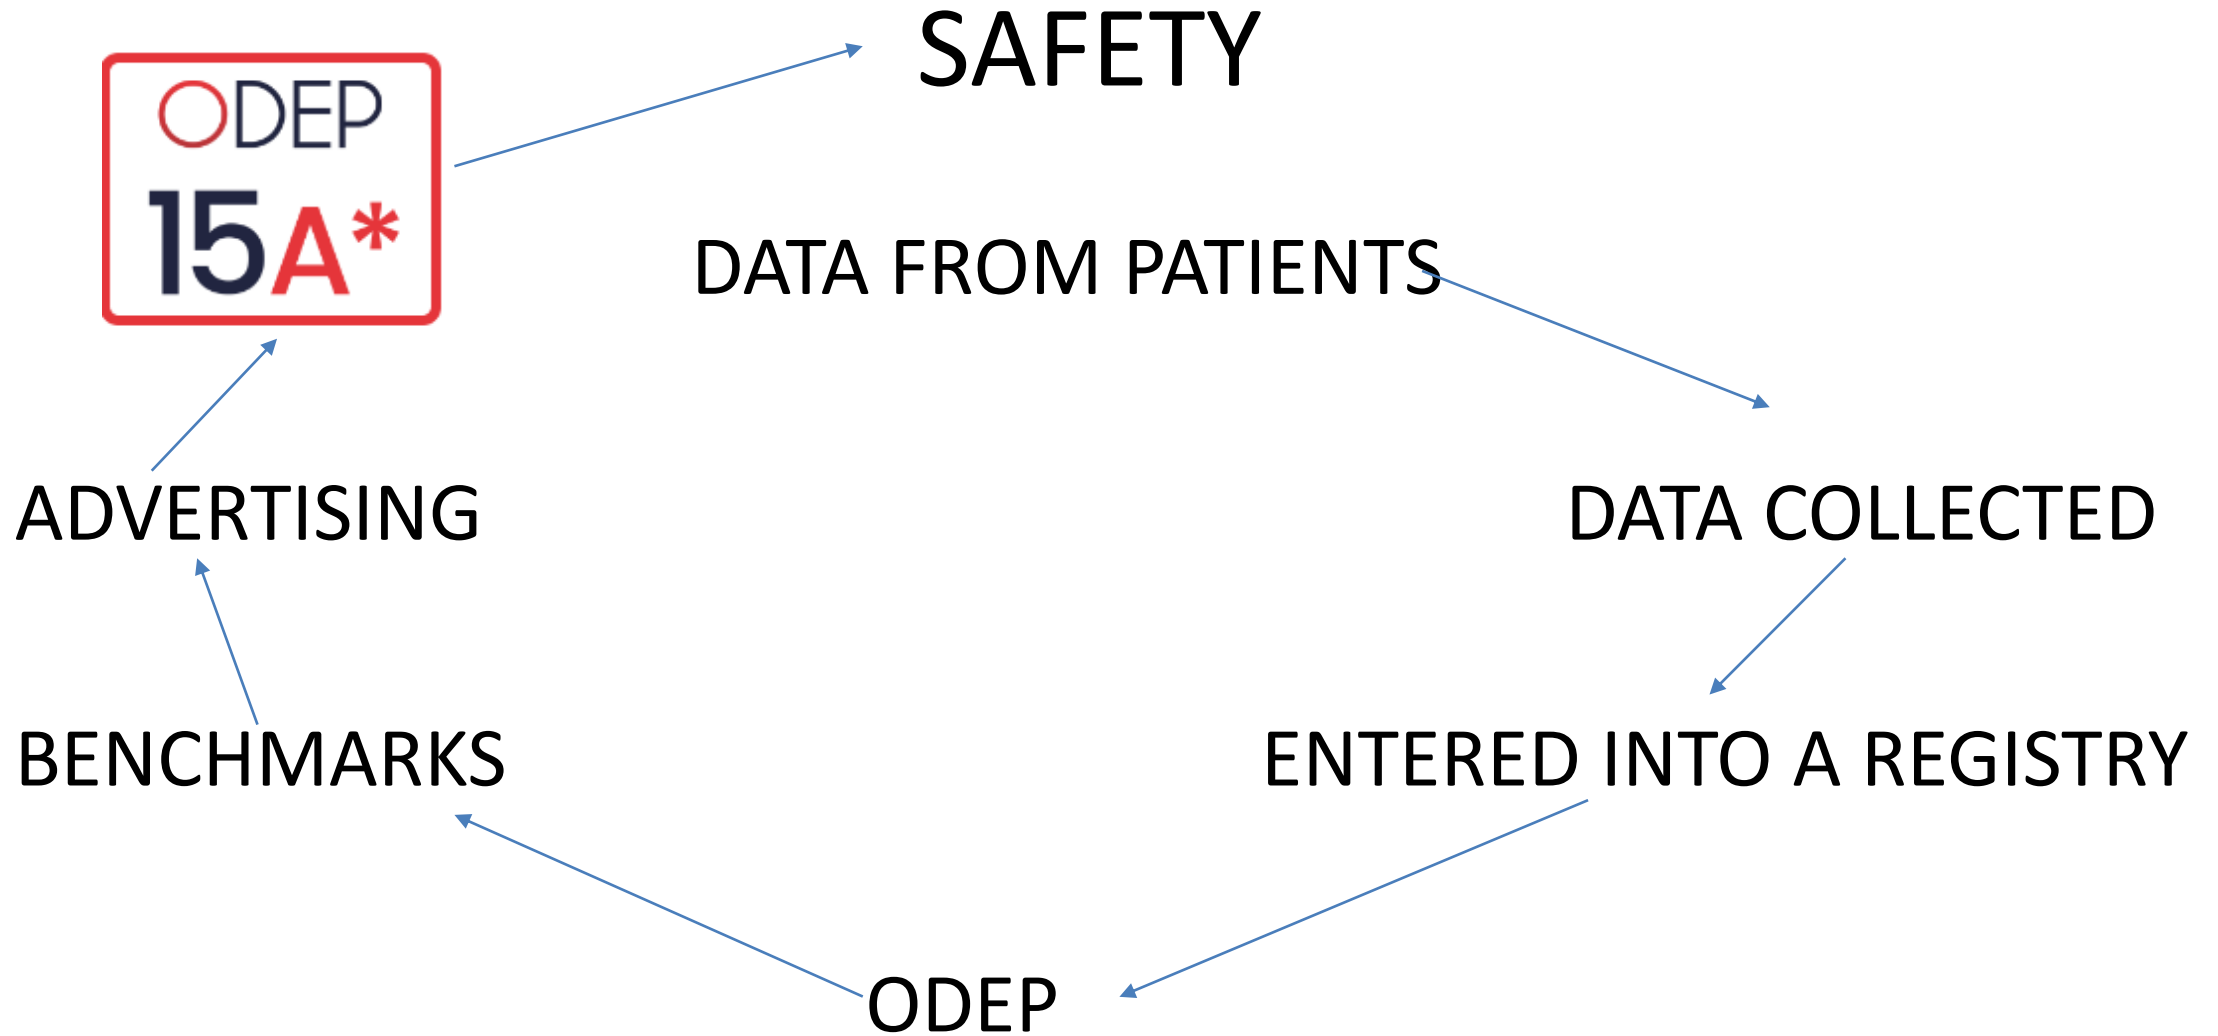 SAFETY
ODEP
15A*
DATA FROM PATIENTS
ADVERTISING
DATA COLLECTED
BENCHMARKS
ENTERED INTO A REGISTRY
ODEP